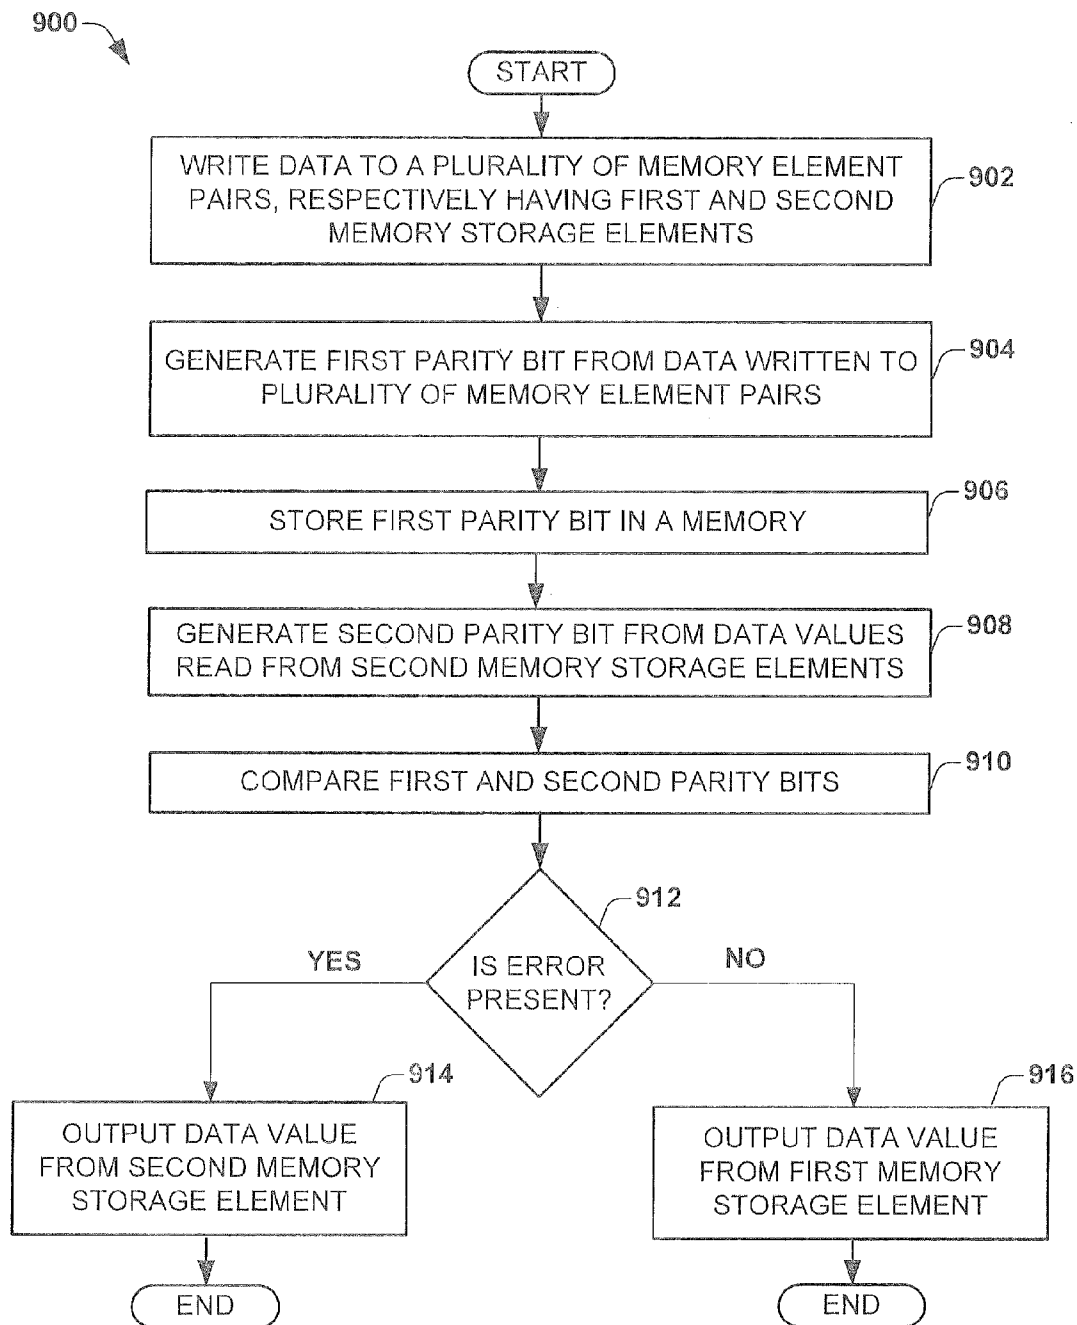 900
START
WRITE DATA TO A PLURALITY OF MEMORY ELEMENT
PAIRS, RESPECTIVELY HAVING FIRST AND SECOND
MEMORY STORAGE ELEMENTS
902
GENERATE FIRST PARITY BIT FROM DATA WRITTEN TO
PLURALITY OF MEMORY ELEMENT PAIRS
904
STORE FIRST PARITY BIT IN A MEMORY
906
GENERATE SECOND PARITY BIT FROM DATA VALUES
READ FROM SECOND MEMORY STORAGE ELEMENTS
908
COMPARE FIRST AND SECOND PARITY BITS
910
912
IS ERROR
PRESENT?
YES
NO
914
OUTPUT DATA VALUE
FROM SECOND MEMORY
STORAGE ELEMENT
END
916
OUTPUT DATA VALUE
FROM FIRST MEMORY
STORAGE ELEMENT
END